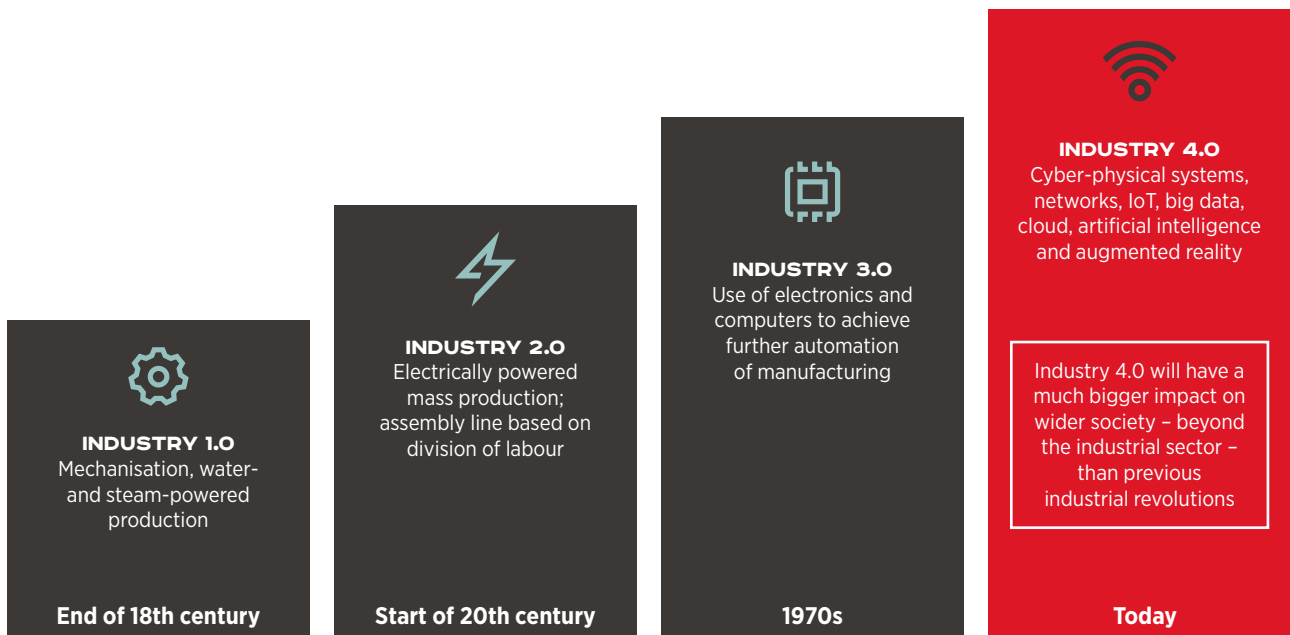 INDUSTRY 1.0
Mechanisation, water-
and steam-powered
production
End of 18th century
INDUSTRY 2.0
Electrically powered
mass production;
assembly line based on
division of labour
Start of 20th century
INDUSTRY 3.0
Use of electronics and
computers to achieve
further automation
of manufacturing
1970s
INDUSTRY 4.0
Cyber-physical systems,
networks, IoT, big data,
cloud, artificial intelligence
and augmented reality
Industry 4.0 will have a
much bigger impact on
wider society – beyond
the industrial sector –
than previous
industrial revolutions
Today